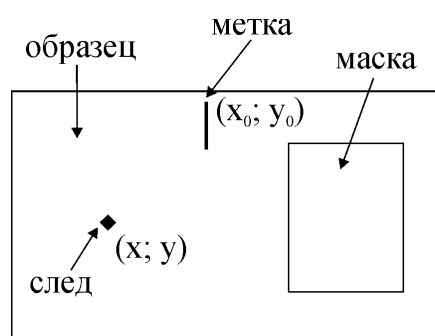 метка
образец
маска
(x₀; y₀)
(x; y)
след